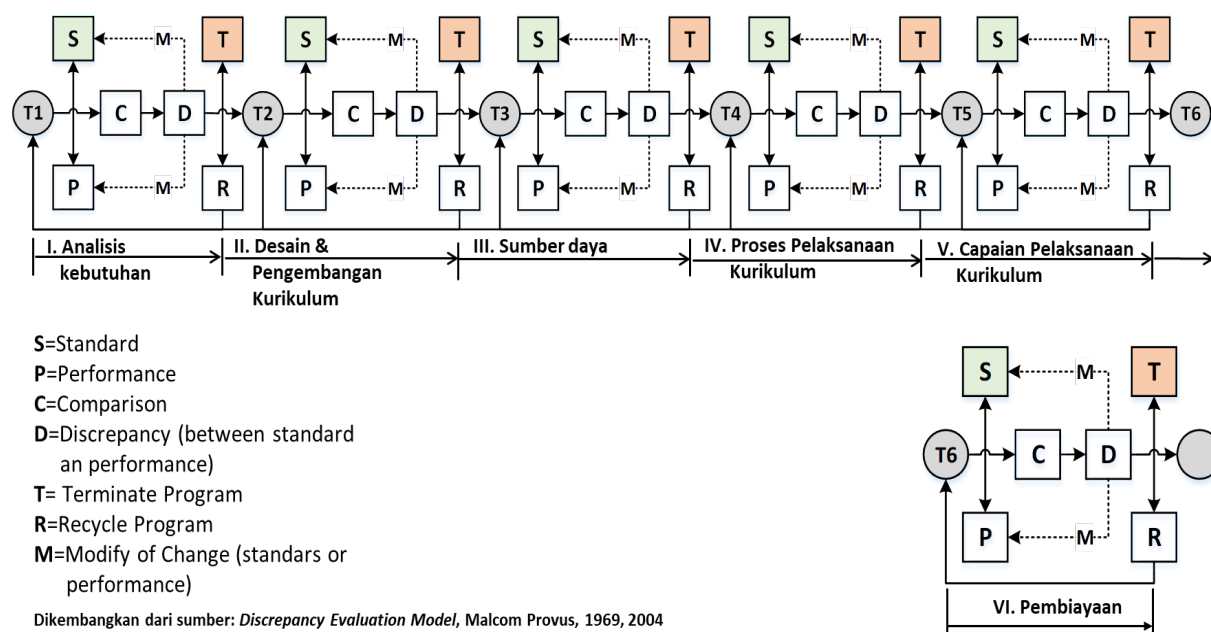 S M T S M T S M T S M T S M T
T1 C D T2 C D T3 C D T4 C D T5 C D T6
P M R P M R P M R P M R P M R
I. Analisis
kebutuhan
II. Desain &
Pengembangan
Kurikulum
III. Sumber daya
IV. Proses Pelaksanaan
Kurikulum
V. Capaian Pelaksanaan
Kurikulum
S=Standard
P=Performance
C=Comparison
D=Discrepancy (between standard
an performance)
T= Terminate Program
R=Recycle Program
M=Modify of Change (standars or
performance)
Dikembangkan dari sumber: Discrepancy Evaluation Model, Malcom Provus, 1969, 2004
S M T
T6 C D
P M R
VI. Pembiayaan